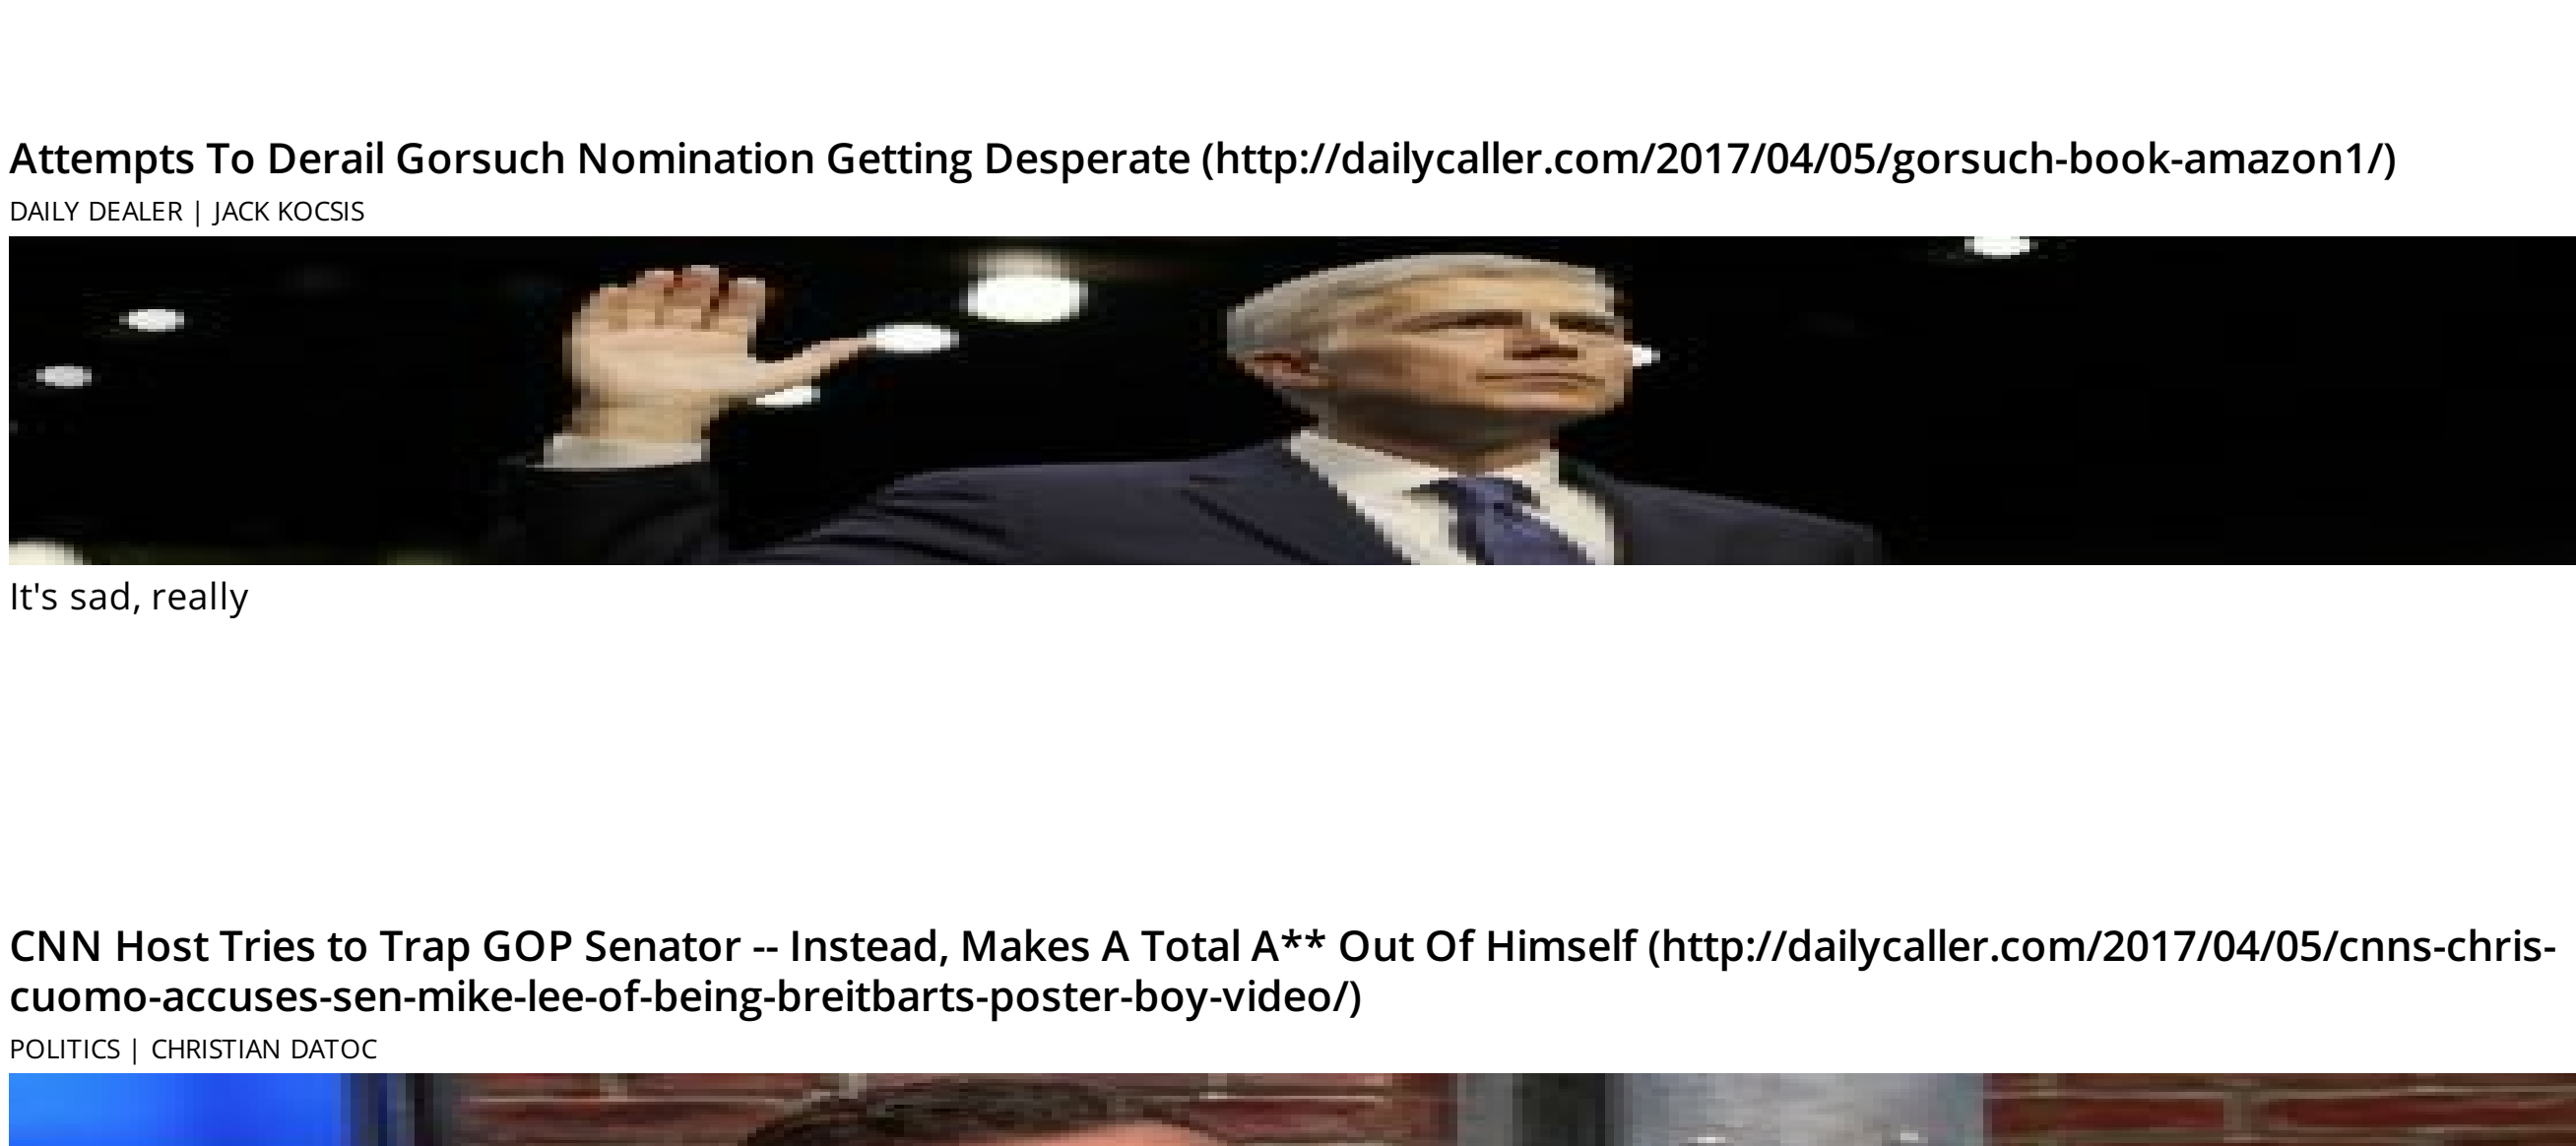 Attempts To Derail Gorsuch Nomination Getting Desperate (http://dailycaller.com/2017/04/05/gorsuch-book-amazon1/)
DAILY DEALER | JACK KOCSIS
It's sad, really
CNN Host Tries to Trap GOP Senator -- Instead, Makes A Total A** Out Of Himself (http://dailycaller.com/2017/04/05/cnns-chris-
cuomo-accuses-sen-mike-lee-of-being-breitbarts-poster-boy-video/)
POLITICS | CHRISTIAN DATOC